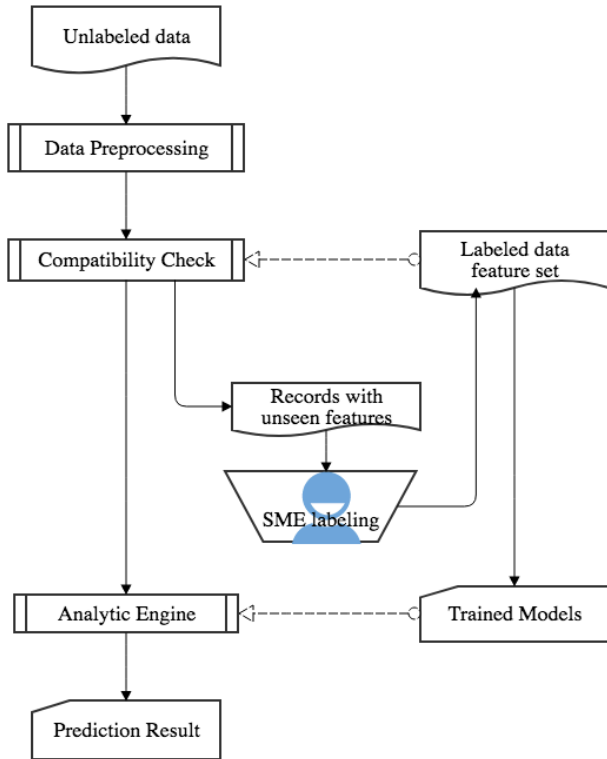 Unlabeled data
Data Preprocessing
Compatibility Check
Labeled data
feature set
Records with
unseen features
SME labeling
Analytic Engine
Trained Models
Prediction Result